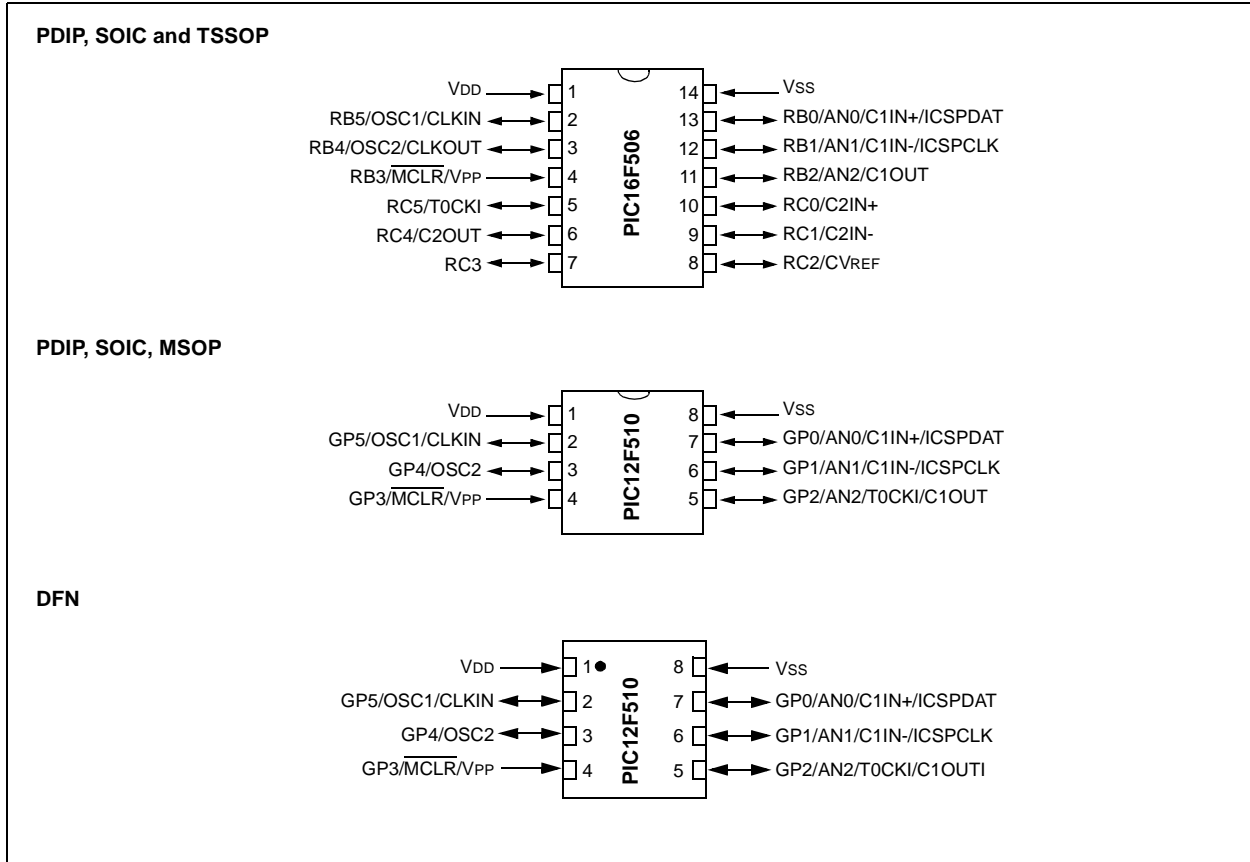 PDIP, SOIC and TSSOP
VDD 1 14 VSS
RB5/OSC1/CLKIN 2 13 RB0/AN0/C1IN+/ICSPDAT
RB4/OSC2/CLKOUT 3 12 RB1/AN1/C1IN-/ICSPCLK
RB3/MCLR/VPP 4 11 RB2/AN2/C1OUT
RC5/T0CKI 5 10 RC0/C2IN+
RC4/C2OUT 6 9 RC1/C2IN-
RC3 7 8 RC2/CVREF
PIC16F506
PDIP, SOIC, MSOP
VDD 1 8 VSS
GP5/OSC1/CLKIN 2 7 GP0/AN0/C1IN+/ICSPDAT
GP4/OSC2 3 6 GP1/AN1/C1IN-/ICSPCLK
GP3/MCLR/VPP 4 5 GP2/AN2/T0CKI/C1OUT
PIC12F510
DFN
VDD 1 8 VSS
GP5/OSC1/CLKIN 2 7 GP0/AN0/C1IN+/ICSPDAT
GP4/OSC2 3 6 GP1/AN1/C1IN-/ICSPCLK
GP3/MCLR/VPP 4 5 GP2/AN2/T0CKI/C1OUTI
PIC12F510